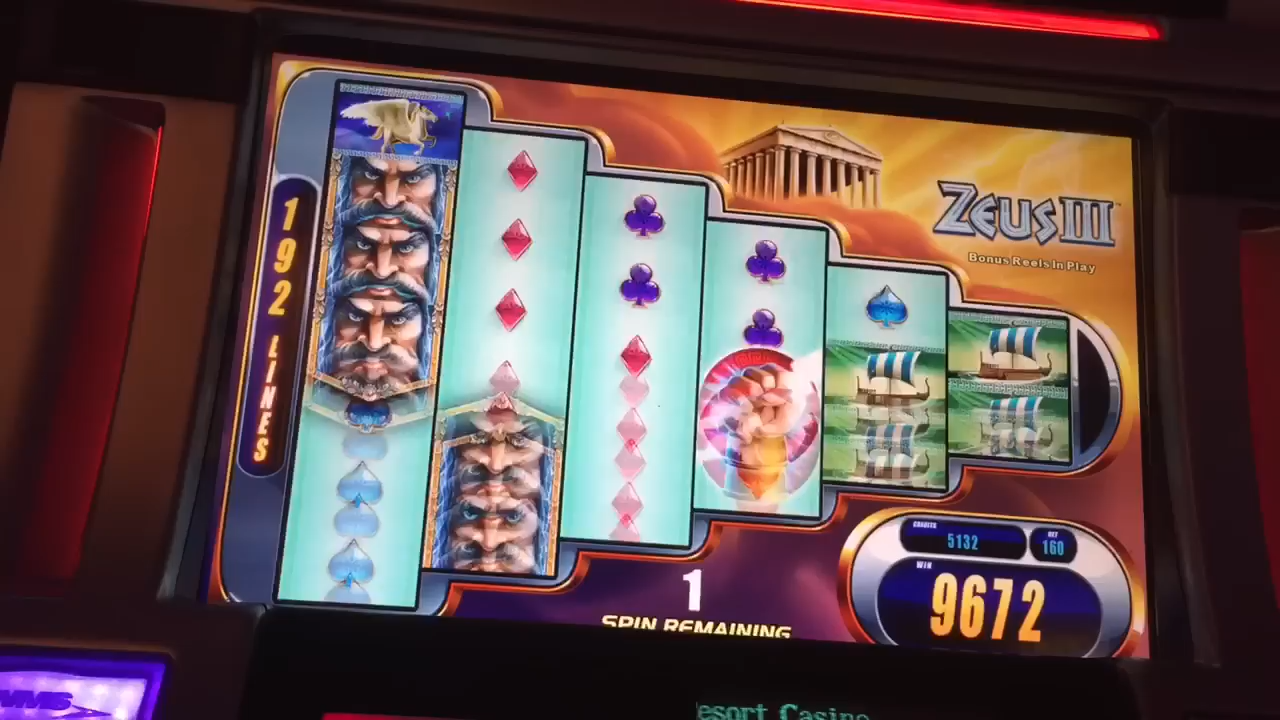 192 LINES
ZEUS III
Bonus Reels In Play
CREDITS
5132
BET
160
WIN
9672
1
SPIN REMAINING
WMS
esort Casino